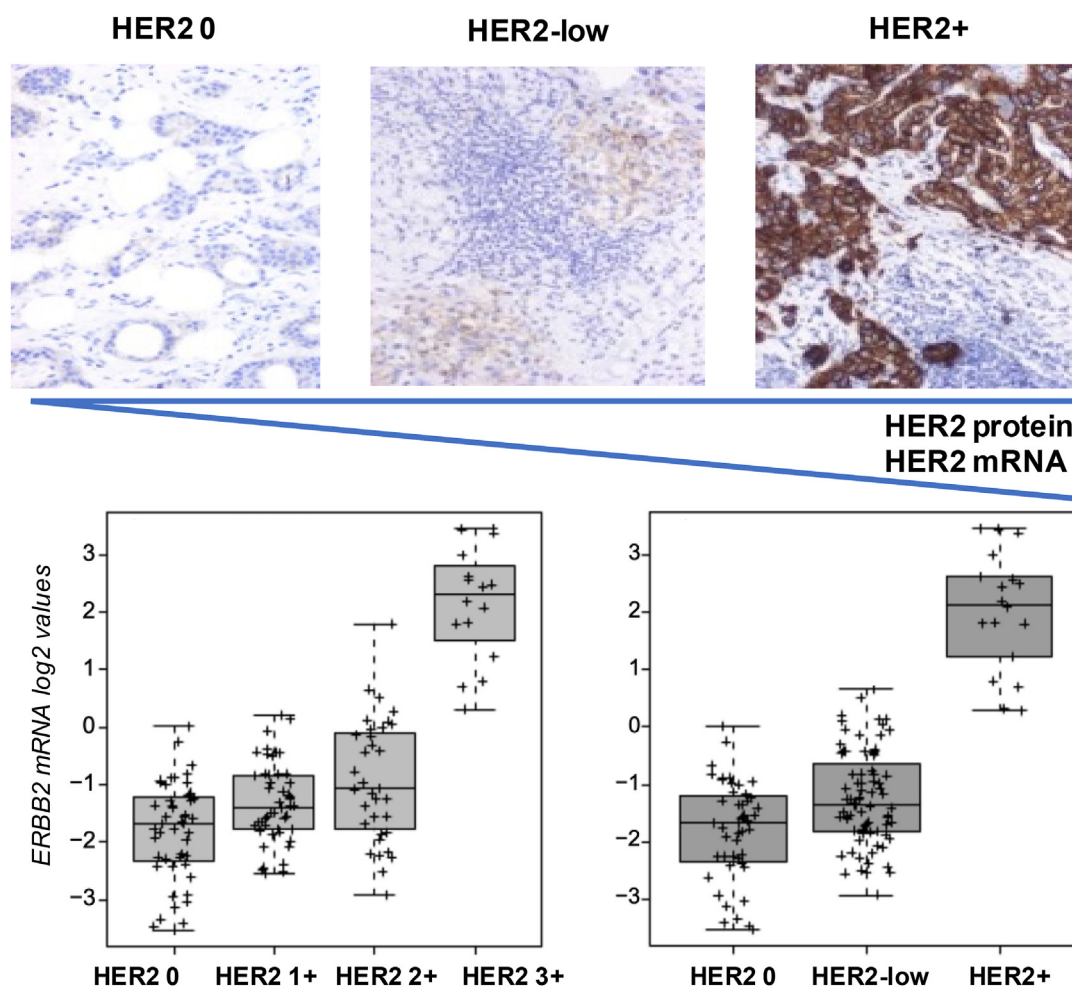 HER2 0 HER2-low HER2+
HER2 protein
HER2 mRNA
ERBB2 mRNA log2 values
3
2
1
0
−1
−2
−3
HER2 0 HER2 1+ HER2 2+ HER2 3+
3
2
1
0
−1
−2
−3
HER2 0 HER2-low HER2+